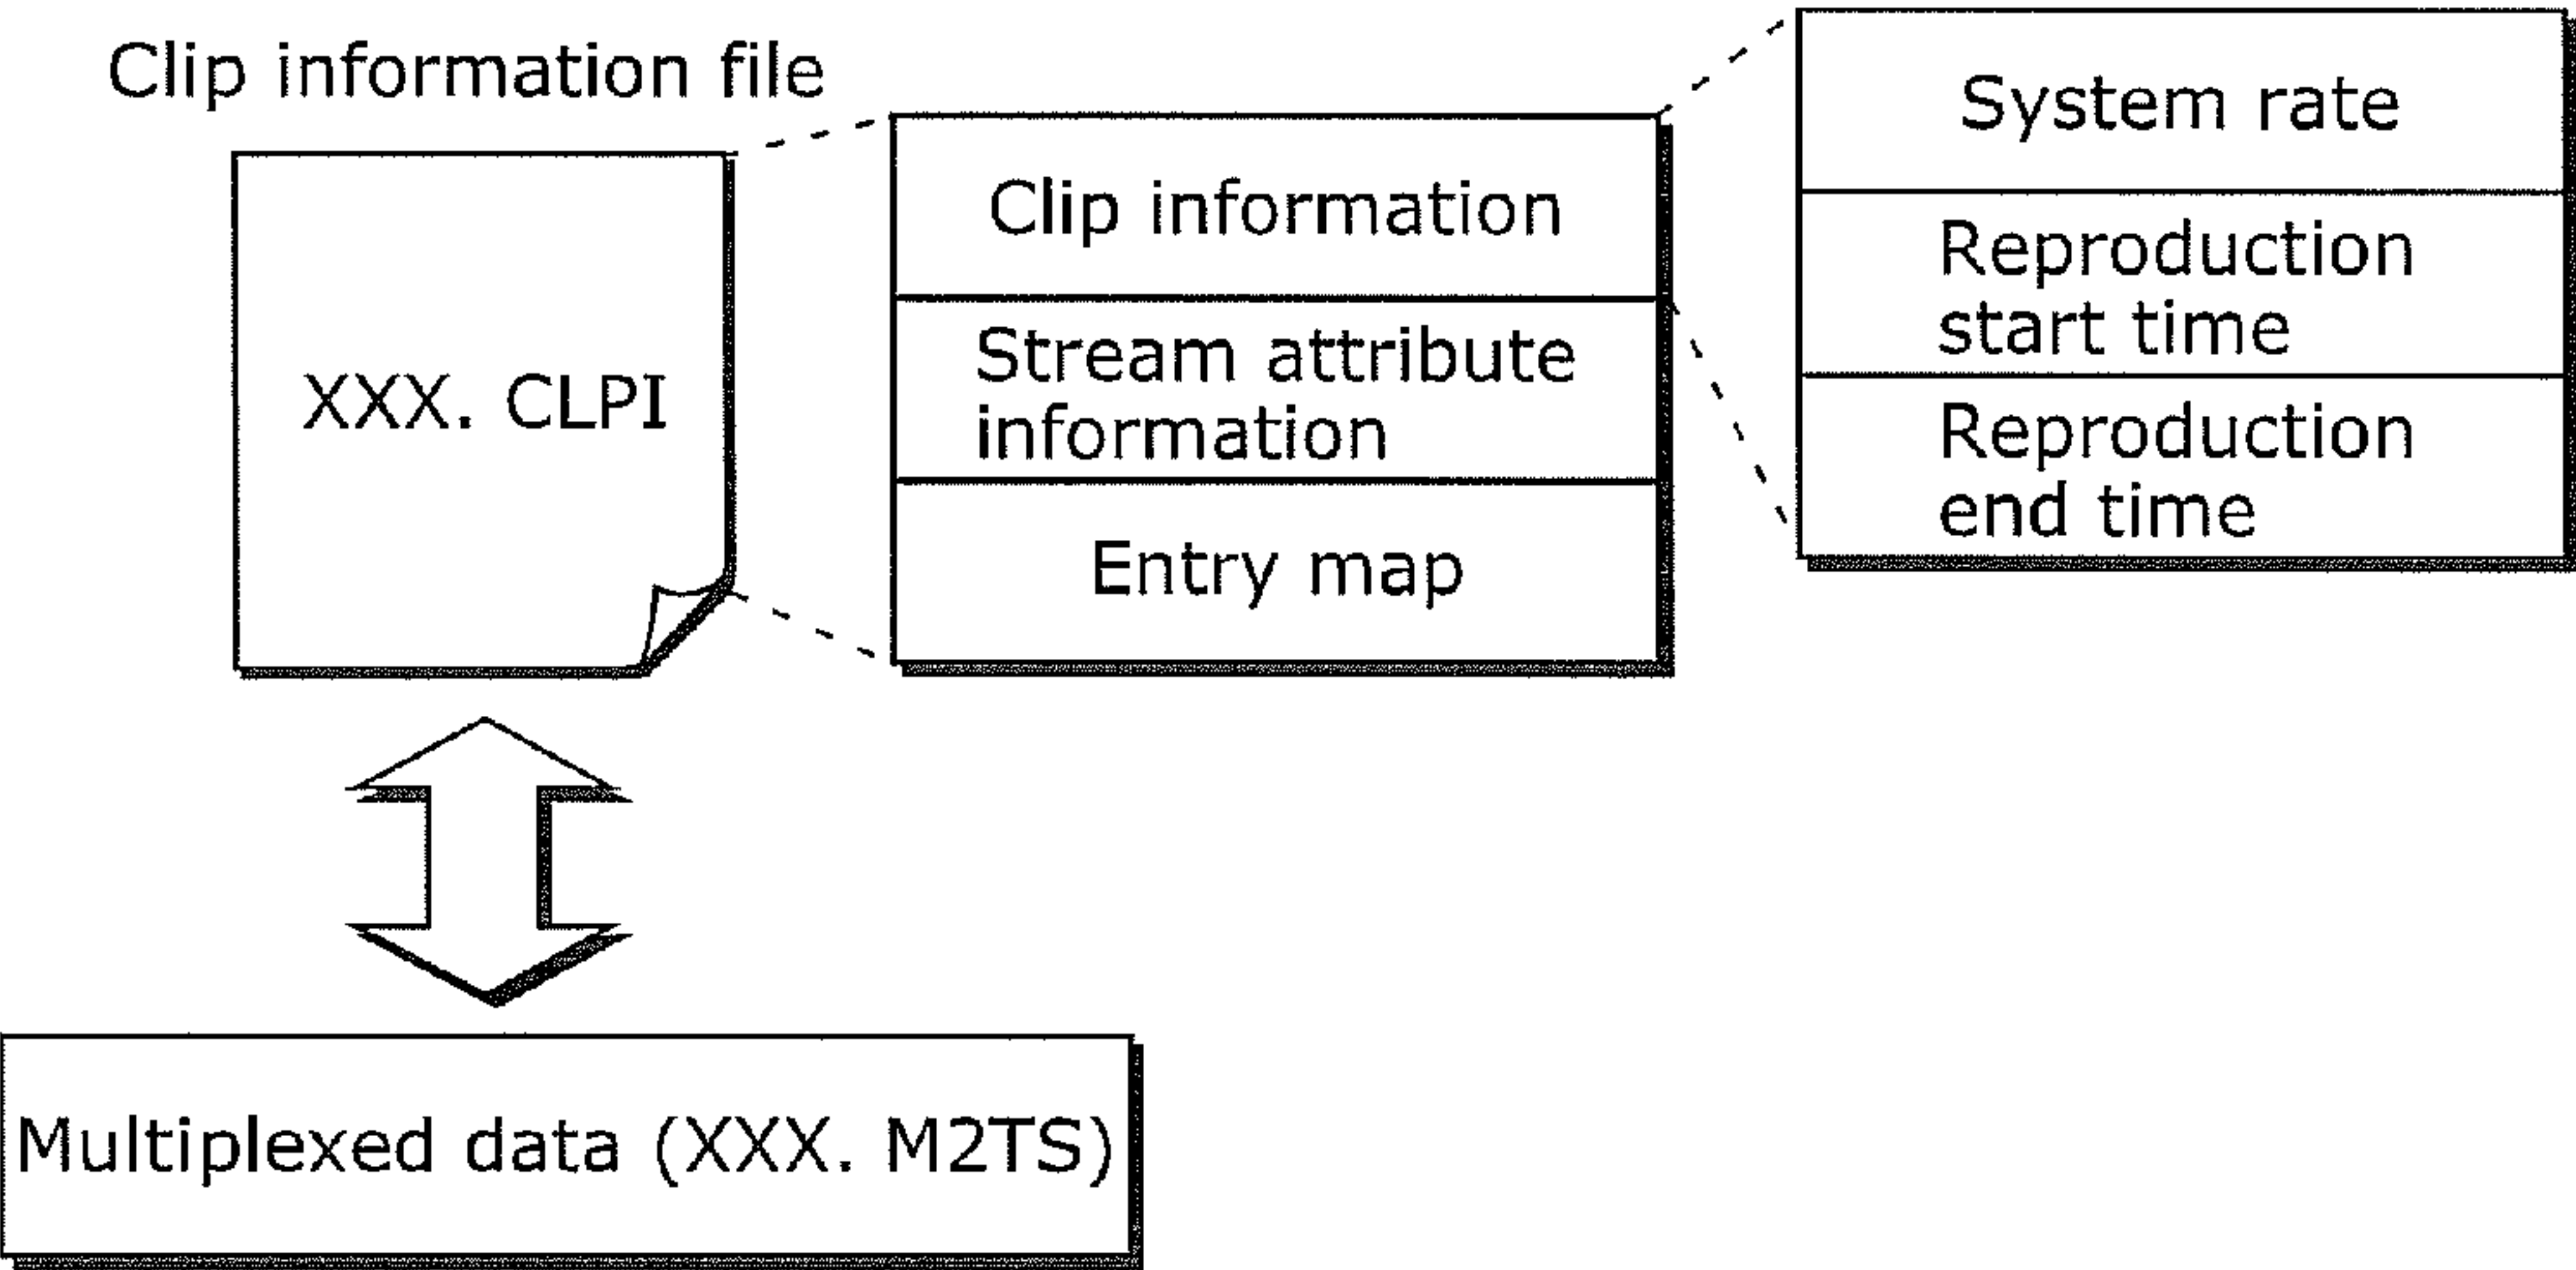 Clip information file
XXX. CLPI
Clip information
Stream attribute
information
Entry map
System rate
Reproduction
start time
Reproduction
end time
Multiplexed data (XXX. M2TS)